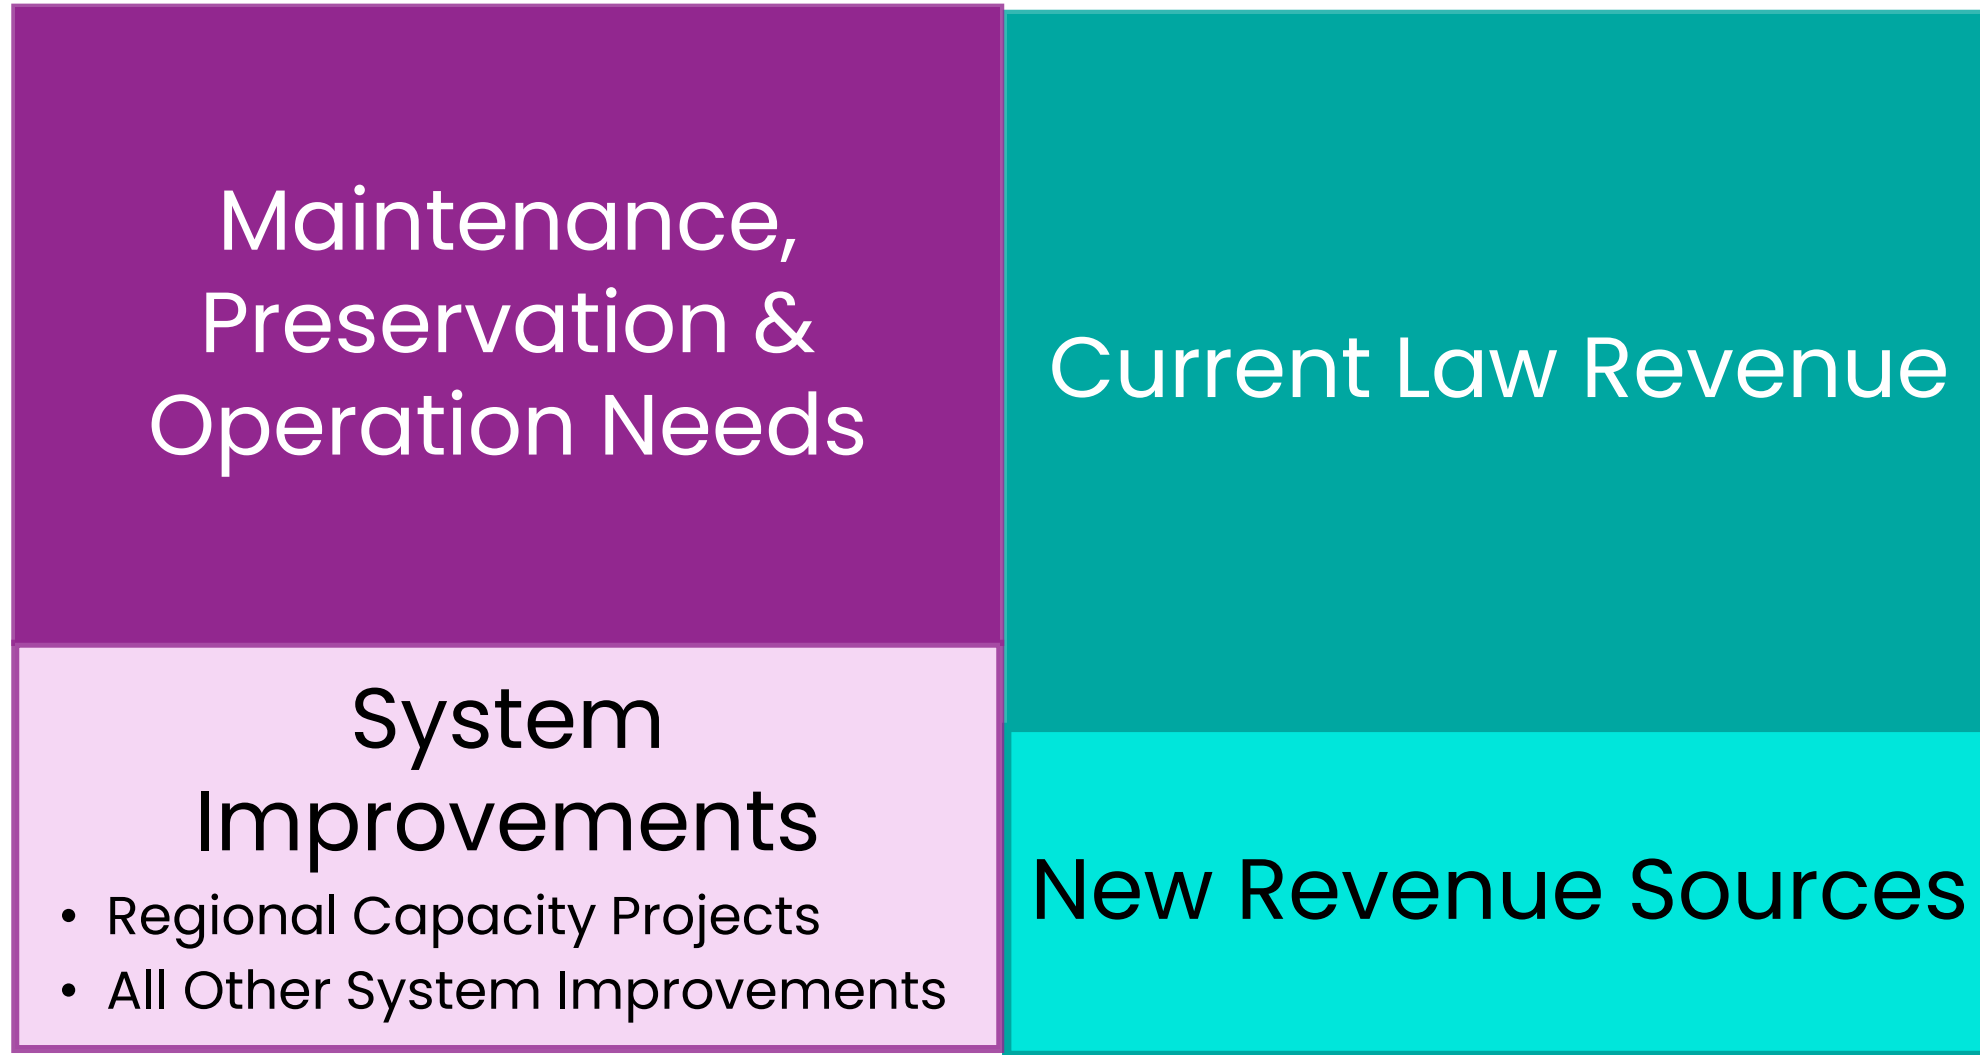 Maintenance,
Preservation &
Operation Needs
System
Improvements
• Regional Capacity Projects
• All Other System Improvements
Current Law Revenue
New Revenue Sources